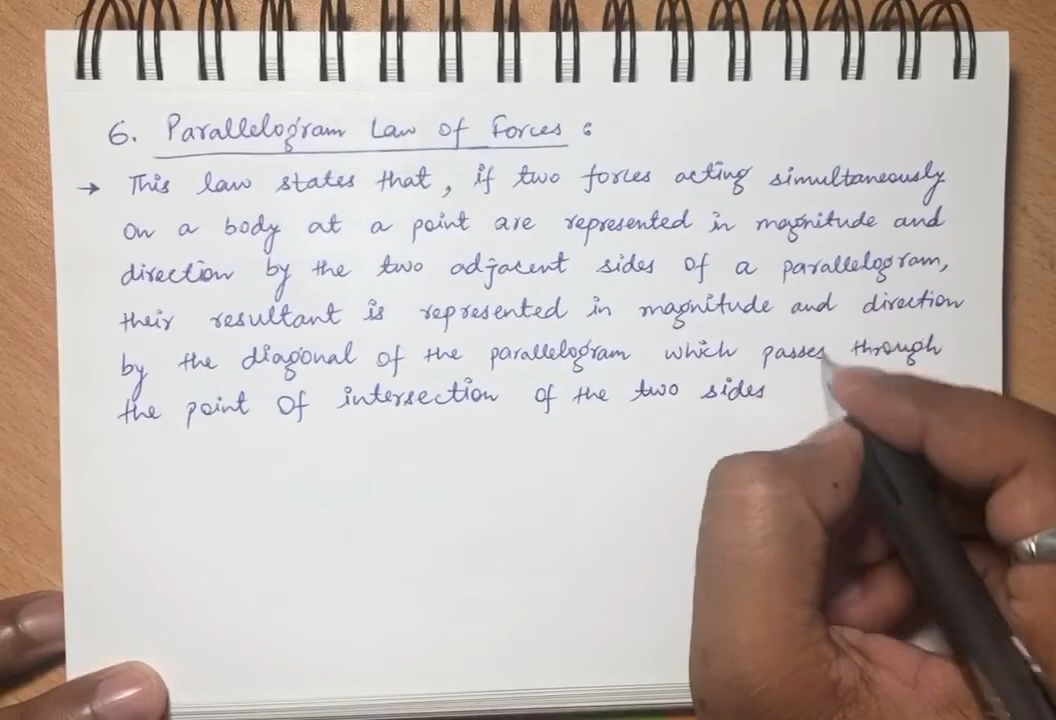 6. Parallelogram Law of Forces :
→ This law states that, if two forces acting simultaneously
on a body at a point are represented in magnitude and
direction by the two adjacent sides of a parallelogram,
their resultant is represented in magnitude and direction
by the diagonal of the parallelogram which passes through
the point of intersection of the two sides